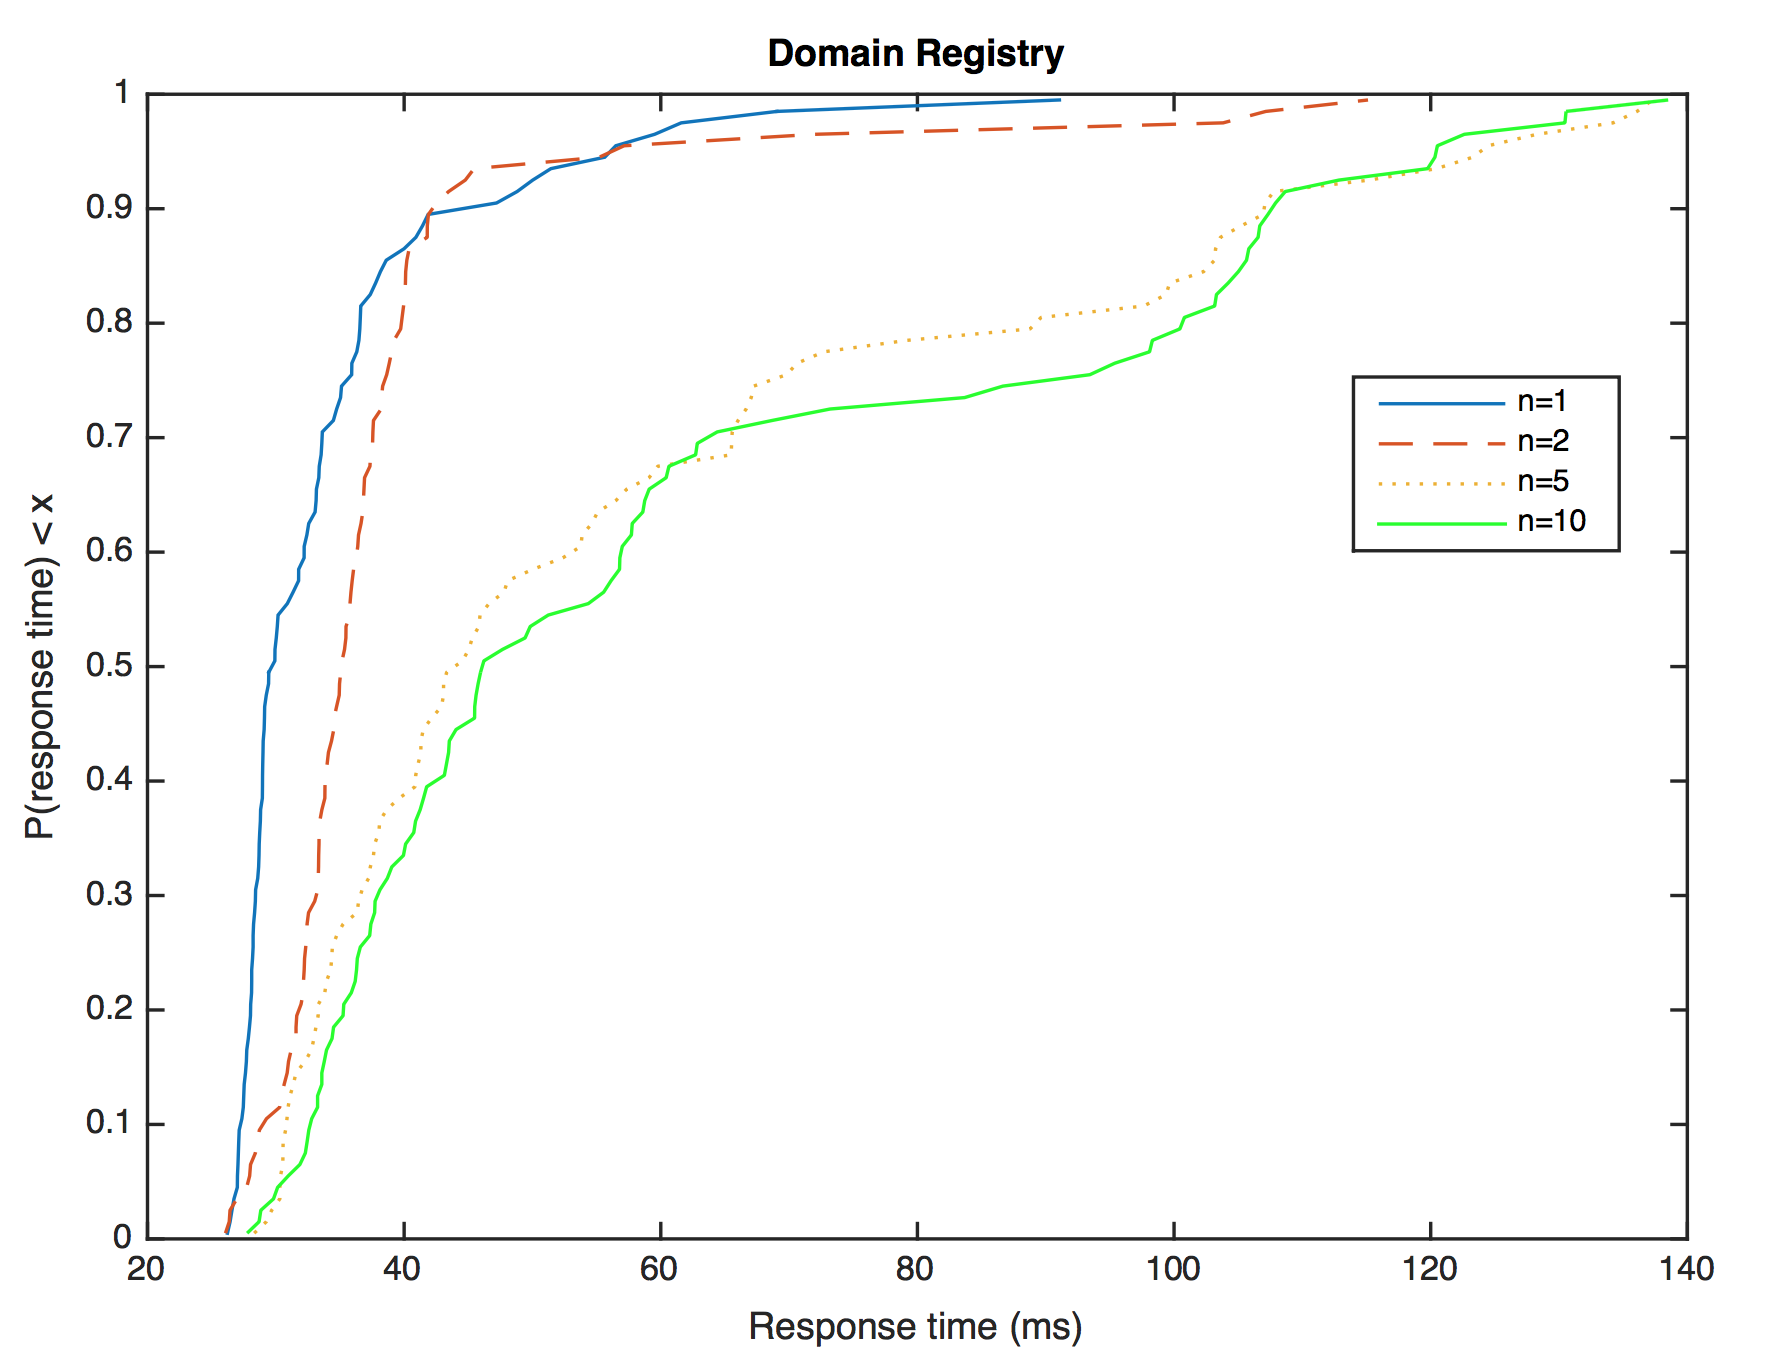 Domain Registry
P(response time) < x
1
0.9
0.8
0.7
0.6
0.5
0.4
0.3
0.2
0.1
0
n=1
n=2
n=5
n=10
20 40 60 80 100 120 140
Response time (ms)